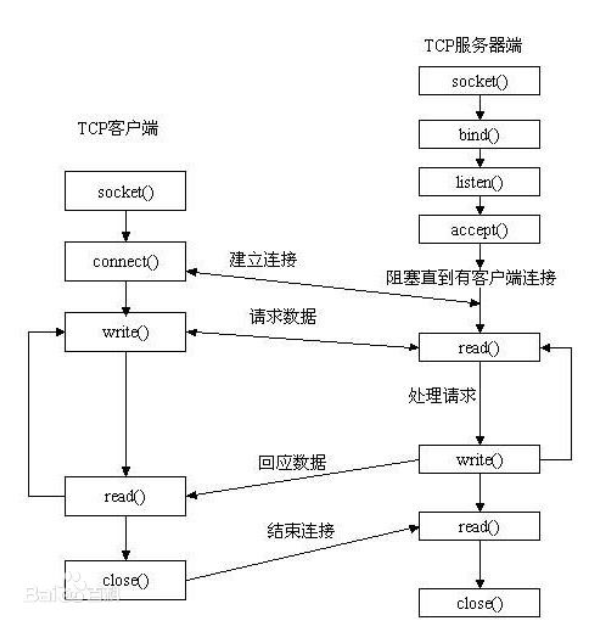 TCP服务器端
socket()
bind()
listen()
accept()
阻塞直到有客户端连接
read()
处理请求
write()
read()
close()
TCP客户端
socket()
connect()
write()
read()
close()
建立连接
请求数据
回应数据
结束连接
Baidu百科